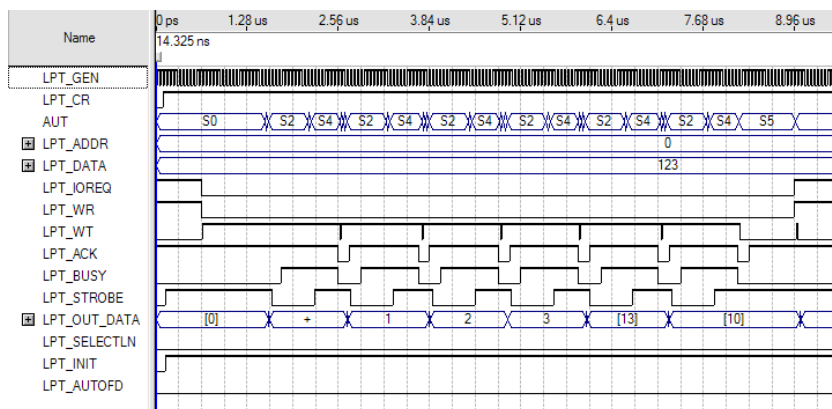 Name
0 ps 1.28 us 2.56 us 3.84 us 5.12 us 6.4 us 7.68 us 8.96 us
14.325 ns
LPT_GEN
LPT_CR
AUT S0 S2 S4 S2 S4 S2 S4 S2 S4 S2 S4 S2 S4 S5
LPT_ADDR 0
LPT_DATA 123
LPT_IOREQ
LPT_WR
LPT_WT
LPT_ACK
LPT_BUSY
LPT_STROBE
LPT_OUT_DATA [0] + 1 2 3 [13] [10]
LPT_SELECTLN
LPT_INIT
LPT_AUTOFD